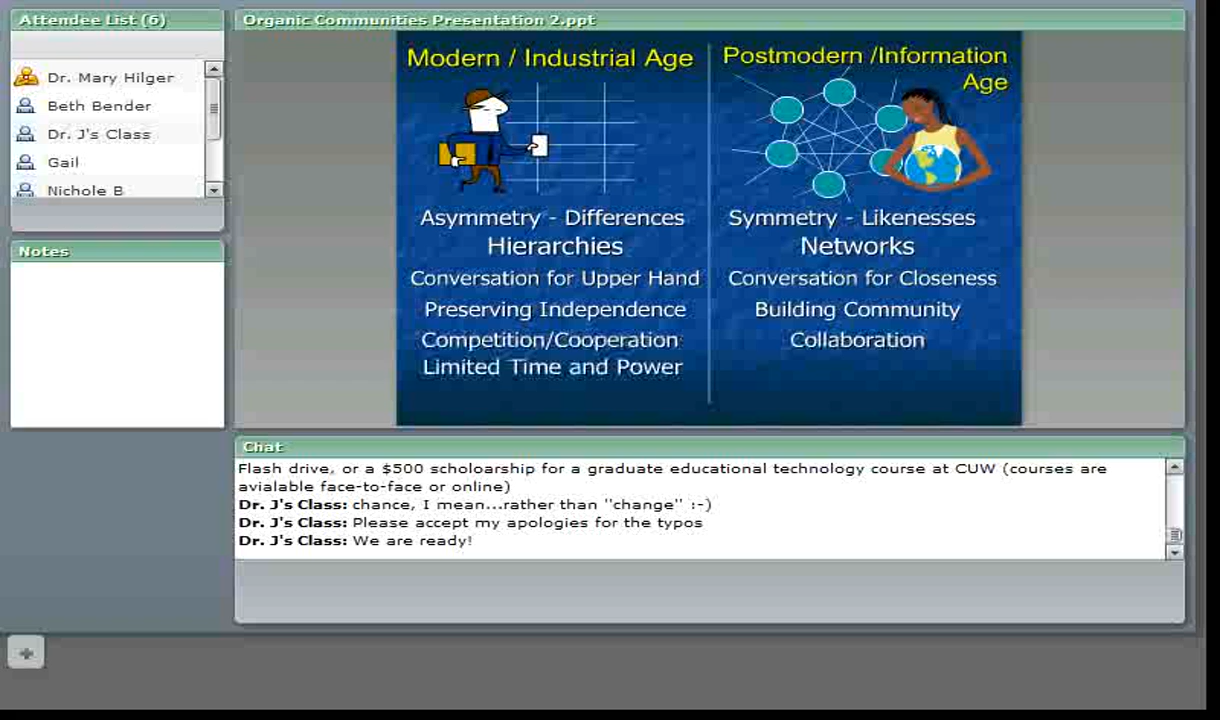 Attendee List (6)
Dr. Mary Hilger
Beth Bender
Dr. J's Class
Gail
Nichole B
Notes
Organic Communities Presentation 2.ppt
Modern / Industrial Age
Asymmetry - Differences
Hierarchies
Conversation for Upper Hand
Preserving Independence
Competition/Cooperation
Limited Time and Power
Postmodern /Information
Age
Symmetry - Likenesses
Networks
Conversation for Closeness
Building Community
Collaboration
Chat
Flash drive, or a $500 scholoarship for a graduate educational technology course at CUW (courses are
avialable face-to-face or online)
Dr. J's Class: chance, I mean...rather than "change" :-)
Dr. J's Class: Please accept my apologies for the typos
Dr. J's Class: We are ready!